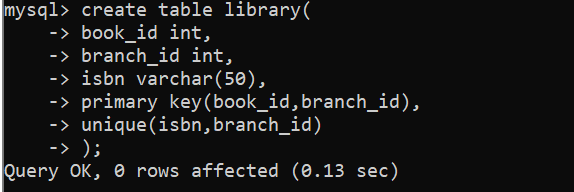 mysql> create table library(
    -> book_id int,
    -> branch_id int,
    -> isbn varchar(50),
    -> primary key(book_id,branch_id),
    -> unique(isbn,branch_id)
    -> );
Query OK, 0 rows affected (0.13 sec)